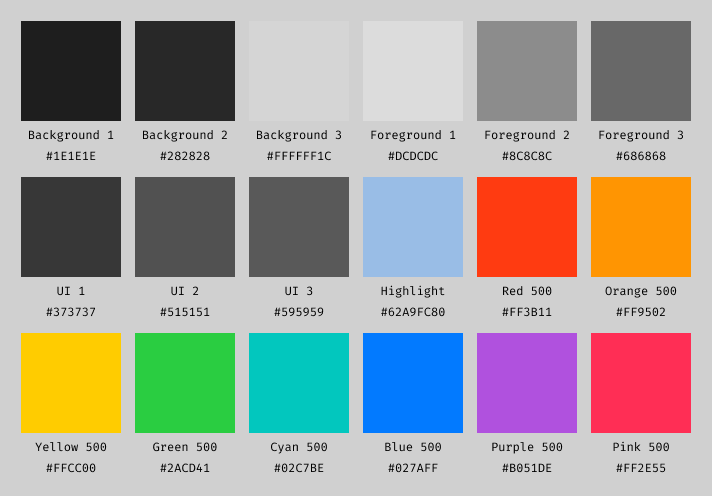 Background 1
Background 2
Background 3
Foreground 1
Foreground 2
Foreground 3
#1E1E1E
#282828
#FFFFFF1C
#DCDCDC
#8C8C8C
#686868
UI 1
UI 2
UI 3
Highlight
Red 500
Orange 500
#373737
#515151
#595959
#62A9FC80
#FF3B11
#FF9502
Yellow 500
Green 500
Cyan 500
Blue 500
Purple 500
Pink 500
#FFCC00
#2ACD41
#02C7BE
#027AFF
#B051DE
#FF2E55